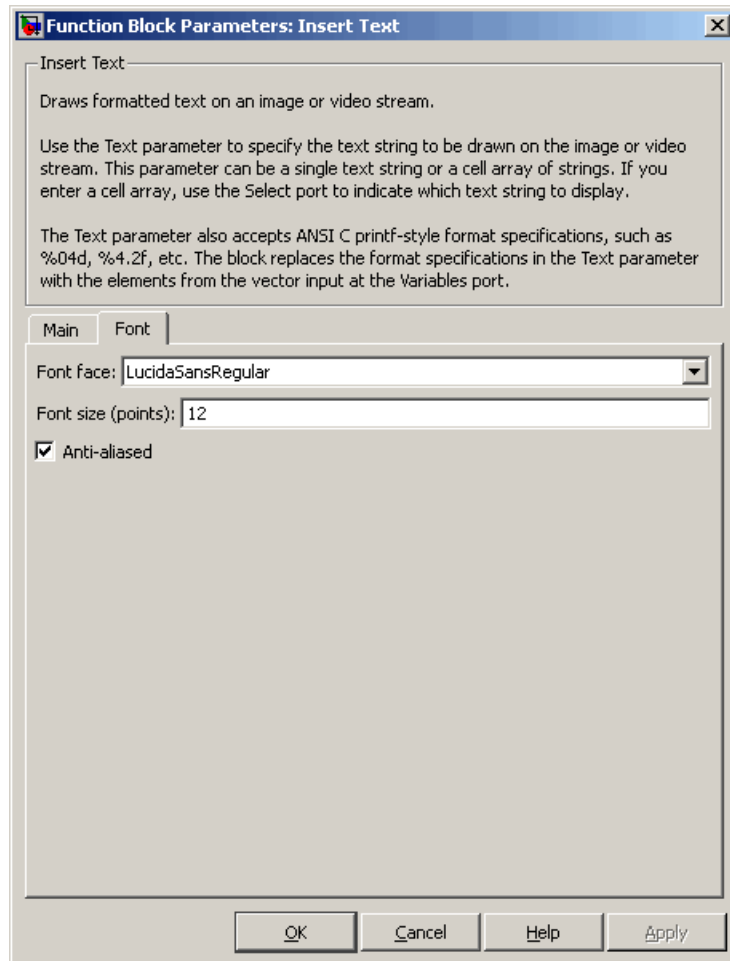 Function Block Parameters: Insert Text
Insert Text
Draws formatted text on an image or video stream.
Use the Text parameter to specify the text string to be drawn on the image or video
stream. This parameter can be a single text string or a cell array of strings. If you
enter a cell array, use the Select port to indicate which text string to display.
The Text parameter also accepts ANSI C printf-style format specifications, such as
%04d, %4.2f, etc. The block replaces the format specifications in the Text parameter
with the elements from the vector input at the Variables port.
Main Font
Font face: LucidaSansRegular
Font size (points): 12
Anti-aliased
OK Cancel Help Apply